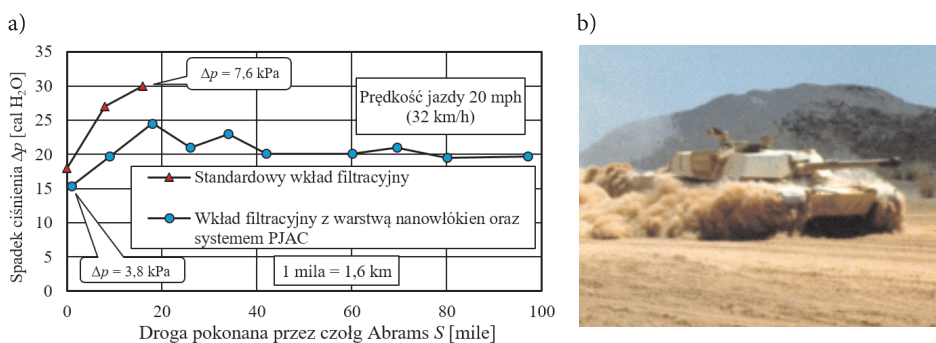 a)
b)
35
30
25
20
15
10
5
0
Spadek ciśnienia Δp [cal H₂O]
Δp = 7,6 kPa
Prędkość jazdy 20 mph
(32 km/h)
Standardowy wkład filtracyjny
Wkład filtracyjny z warstwą nanowłókien oraz
systemem PJAC
Δp = 3,8 kPa
1 mila = 1,6 km
0 20 40 60 80 100
Droga pokonana przez czołg Abrams S [mile]